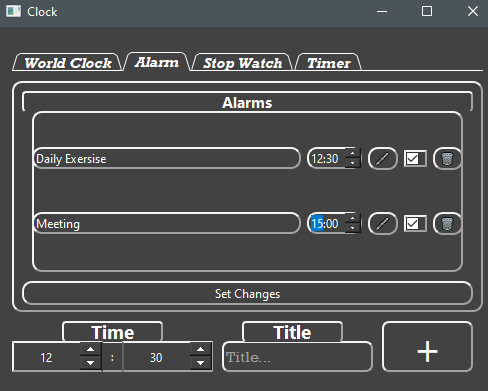 Clock
World Clock Alarm Stop Watch Timer
Alarms
Daily Exersise 12:30
Meeting 15:00
Set Changes
Time Title
12 : 30 Title... +